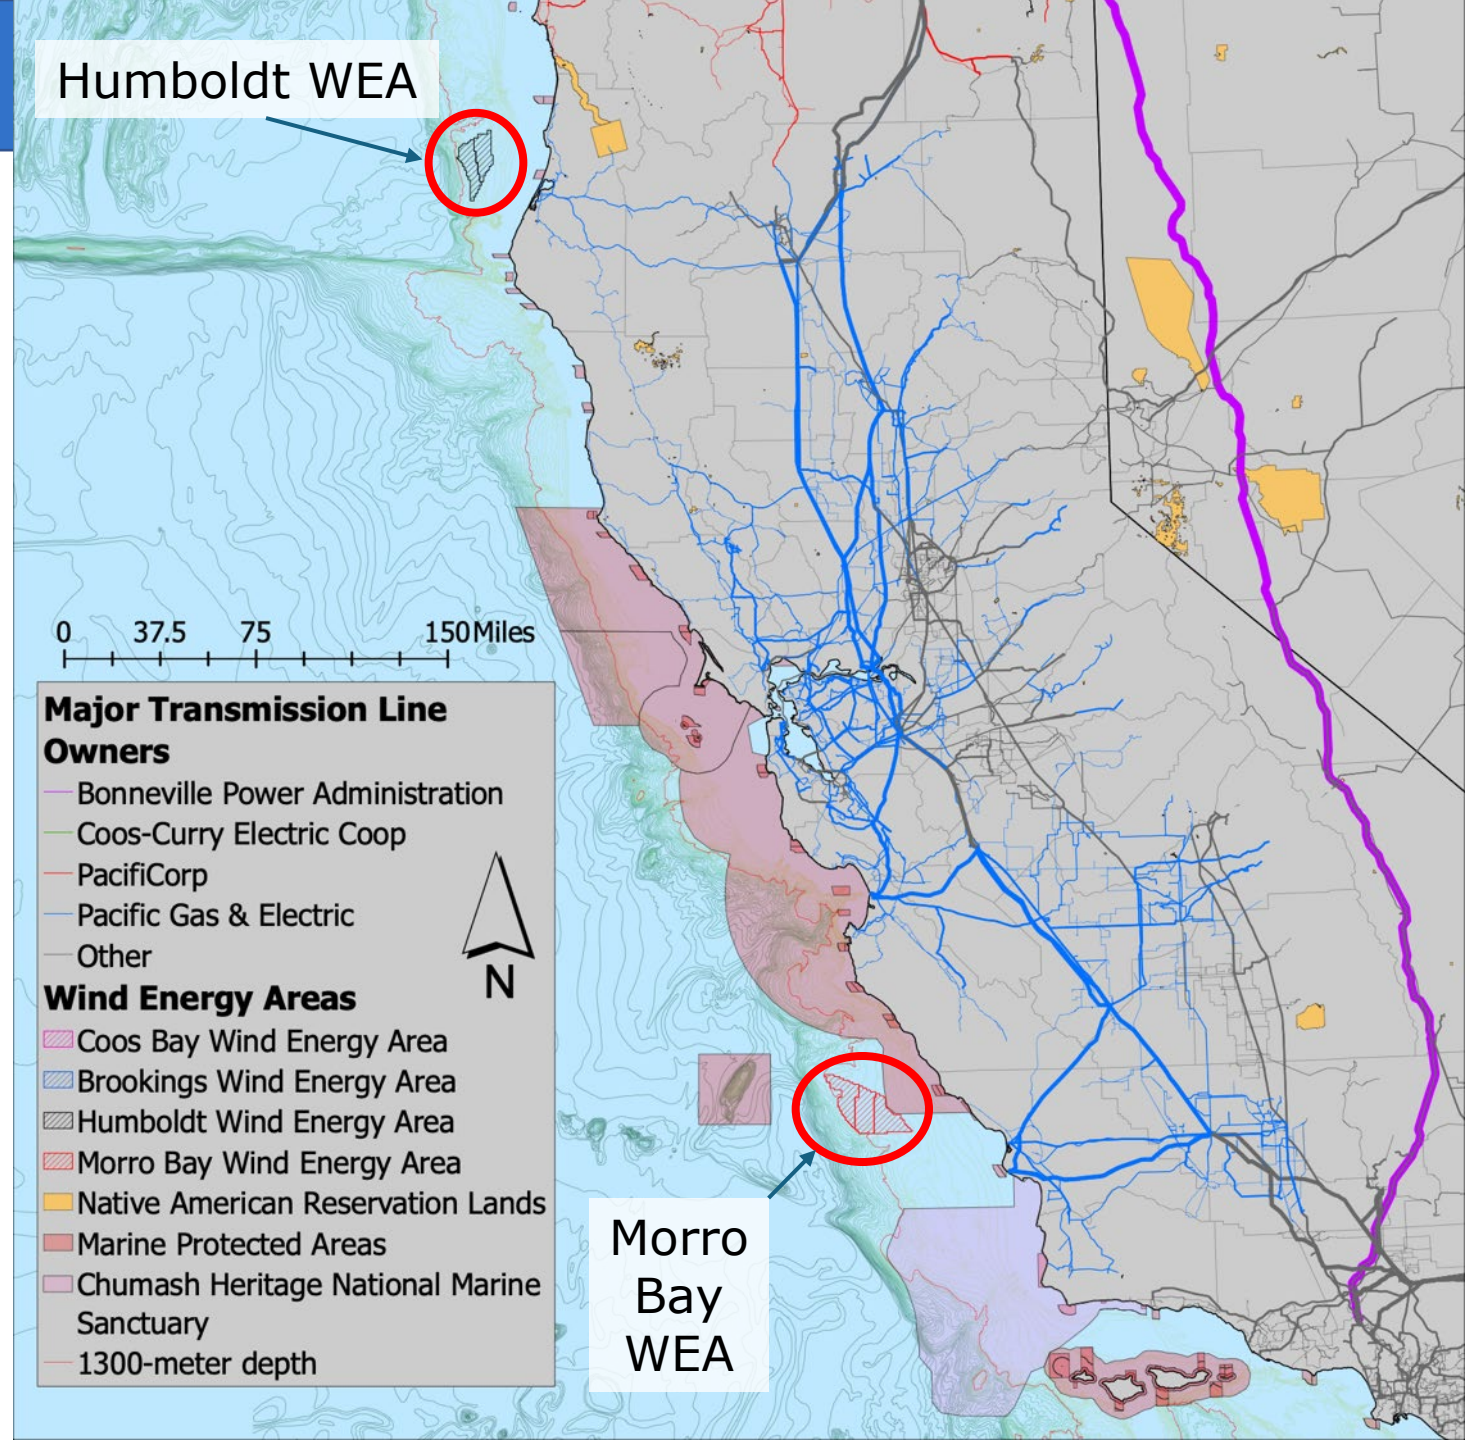 Humboldt WEA
0 37.5 75 150 Miles
Major Transmission Line
Owners
Bonneville Power Administration
Coos-Curry Electric Coop
PacifiCorp
Pacific Gas & Electric
Other
N
Wind Energy Areas
Coos Bay Wind Energy Area
Brookings Wind Energy Area
Humboldt Wind Energy Area
Morro Bay Wind Energy Area
Native American Reservation Lands
Marine Protected Areas
Chumash Heritage National Marine
Sanctuary
1300-meter depth
Morro
Bay
WEA